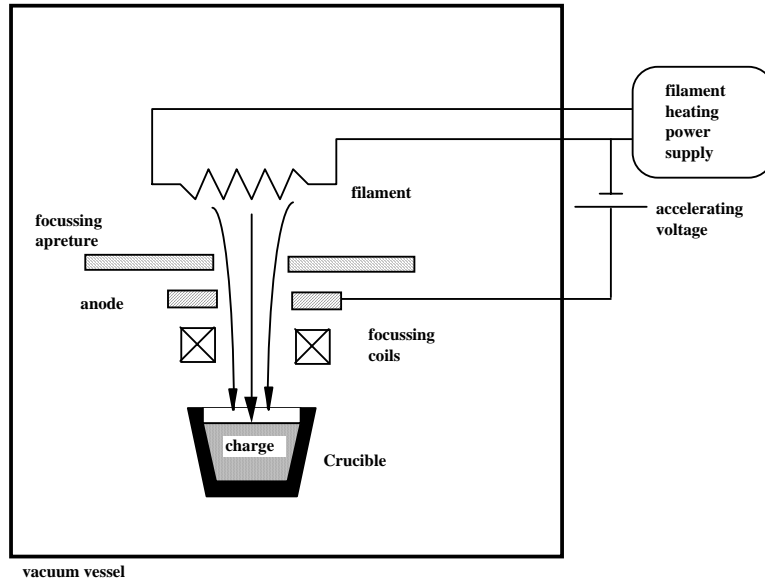 filament
heating
power
supply
filament
accelerating
voltage
focussing
apreture
anode
focussing
coils
charge
Crucible
vacuum vessel